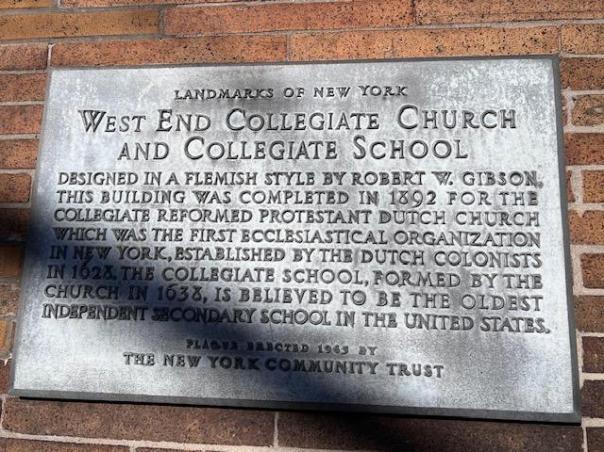 LANDMARKS OF NEW YORK
WEST END COLLEGIATE CHURCH
AND COLLEGIATE SCHOOL
DESIGNED IN A FLEMISH STYLE BY ROBERT W. GIBSON,
THIS BUILDING WAS COMPLETED IN 1892 FOR THE
COLLEGIATE REFORMED PROTESTANT DUTCH CHURCH
WHICH WAS THE FIRST ECCLESIASTICAL ORGANIZATION
IN NEW YORK, ESTABLISHED BY THE DUTCH COLONISTS
IN 1628. THE COLLEGIATE SCHOOL, FORMED BY THE
CHURCH IN 1638, IS BELIEVED TO BE THE OLDEST
INDEPENDENT SECONDARY SCHOOL IN THE UNITED STATES.
PLAQUE ERECTED 1965 BY
THE NEW YORK COMMUNITY TRUST